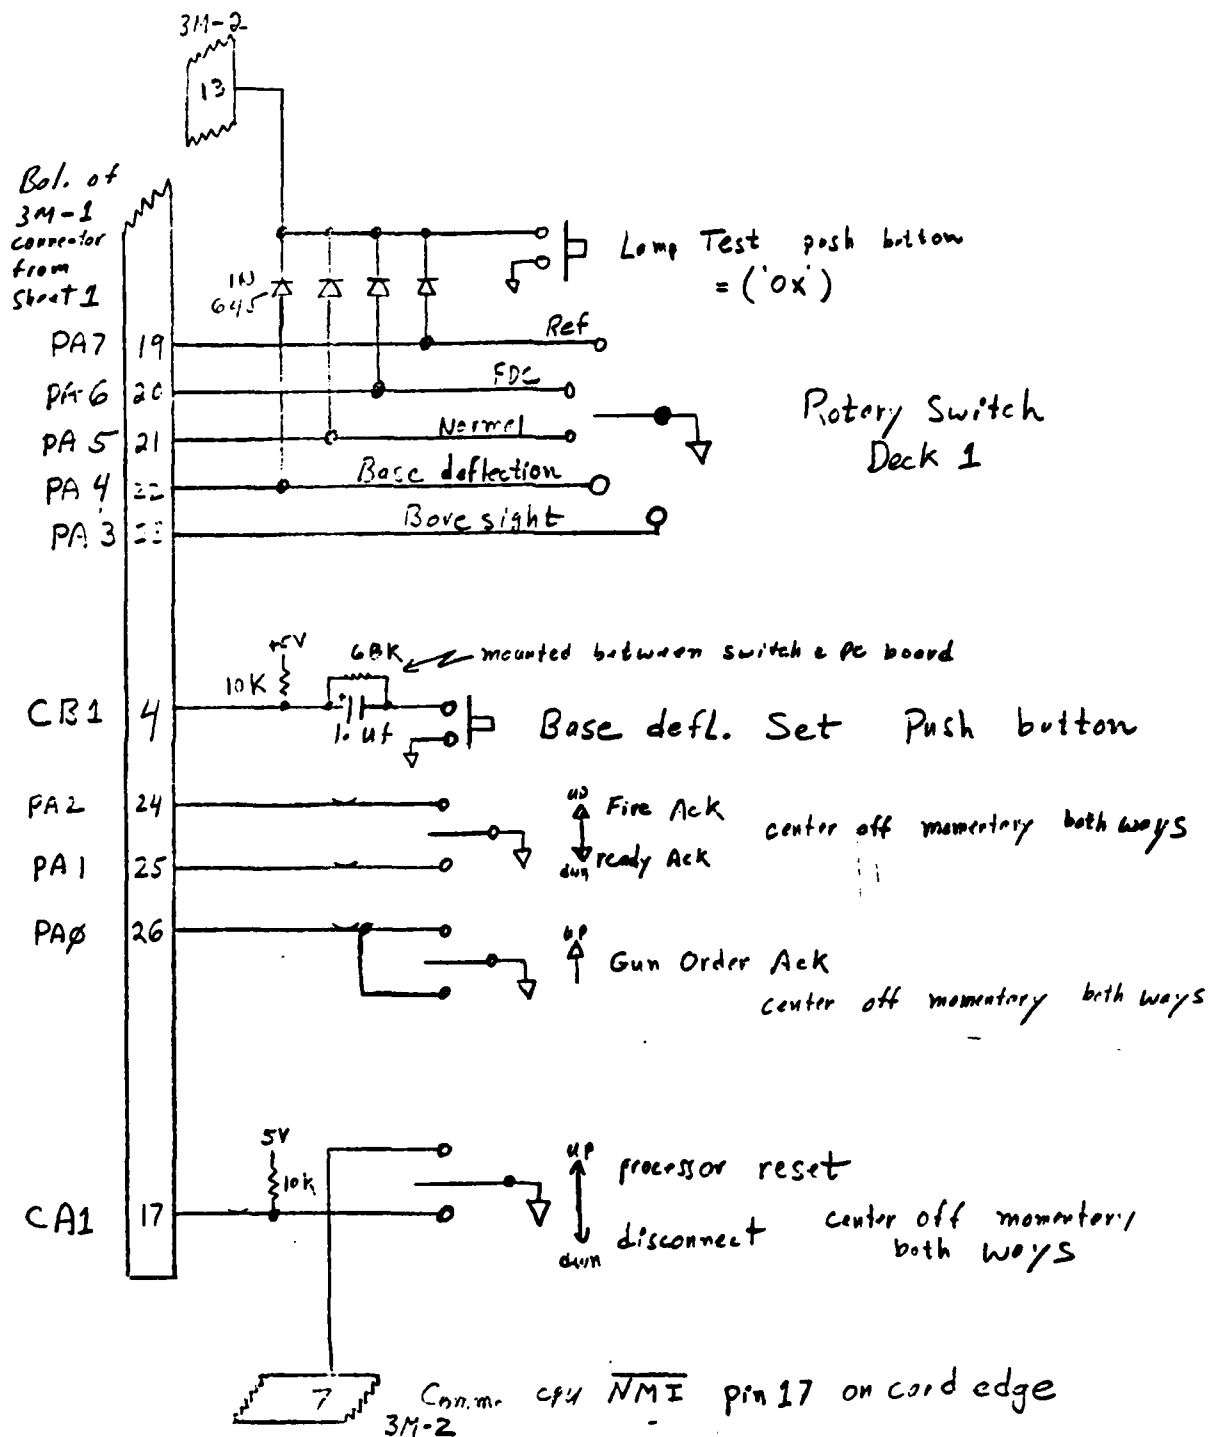 3M-2
13
Bal. of
3M-1
connector
from
Sheet 1
Lamp Test push button
= ('0X')
1N
645
PA7 19 Ref
PA6 20 FDC
Rotary Switch
Deck 1
PA5 21 Normal
PA4 22 Base deflection
PA3 Bore sight
+5V
68K mounted between switch & PC board
10K
CB1 4 + 1. uf Base defl. Set Push button
PA2 24 up Fire Ack
center off momentary both ways
PA1 25 dwn ready Ack
PAØ 26 up Gun Order Ack
center off momentary both ways
5V
10K
up processor reset
CA1 17 dwn disconnect center off momentary
both ways
7 cpu NMI pin 17 on card edge
3M-2